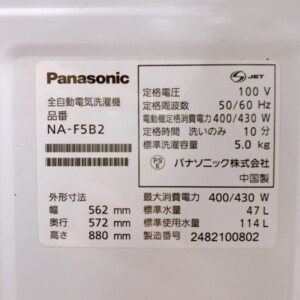 Panasonic
全自動電気洗濯機
品番
NA-F5B2
S JET
定格電圧 100 V
定格周波数 50/60 Hz
電動機定格消費電力 400/430 W
定格時間 洗いのみ 10 分
標準洗濯容量 5.0 kg
PS E
パナソニック株式会社
中国製
外形寸法
幅 562 mm
奥行 572 mm
高さ 880 mm
最大消費電力 400/430 W
標準水量 47 L
標準使用水量 114 L
製造番号 2482100802